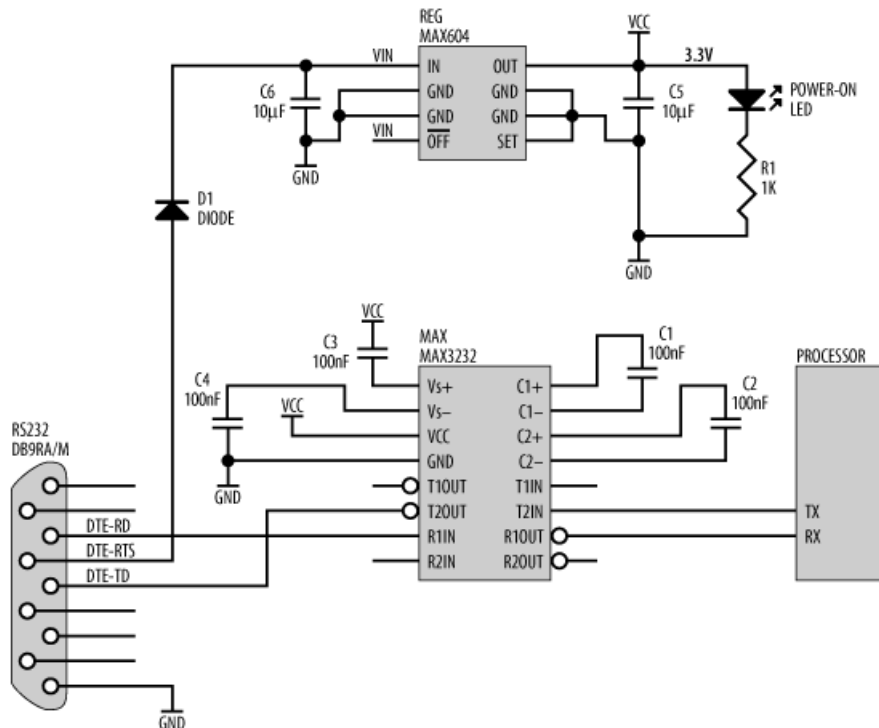 REG
MAX604
VCC
VIN
IN
OUT
3.3V
C6
10µF
GND
GND
C5
10µF
POWER-ON
LED
GND
GND
VIN
OFF
SET
GND
R1
1K
D1
DIODE
GND
VCC
C3
100nF
MAX
MAX3232
C1
100nF
PROCESSOR
C4
100nF
Vs+
C1+
C2
100nF
Vs−
C1−
VCC
VCC
C2+
RS232
DB9RA/M
GND
C2−
GND
T1OUT
T1IN
T2OUT
T2IN
TX
DTE-RD
R1IN
R1OUT
RX
DTE-RTS
R2IN
R2OUT
DTE-TD
GND